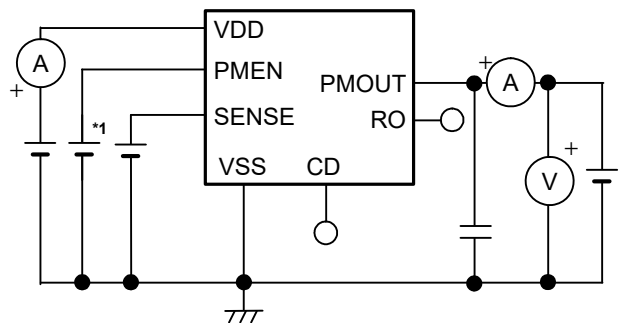 VDD
A
+
PMEN
*1
SENSE
VSS
CD
PMOUT
RO
+
A
+
V